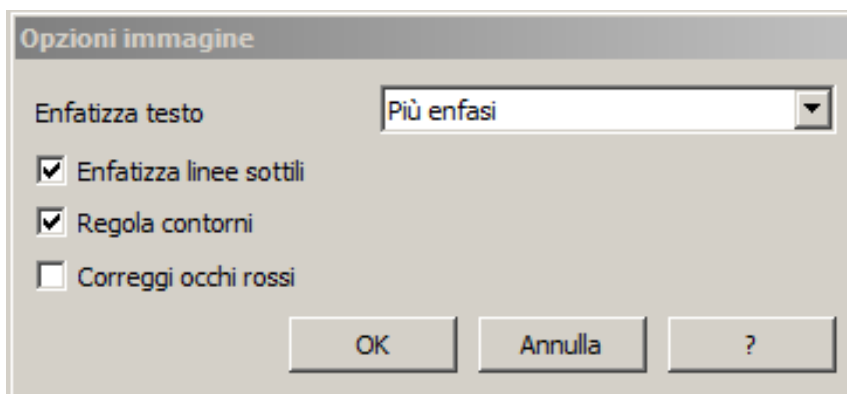 Opzioni immagine
Enfatizza testo
Più enfasi
Enfatizza linee sottili
Regola contorni
Correggi occhi rossi
OK
Annulla
?